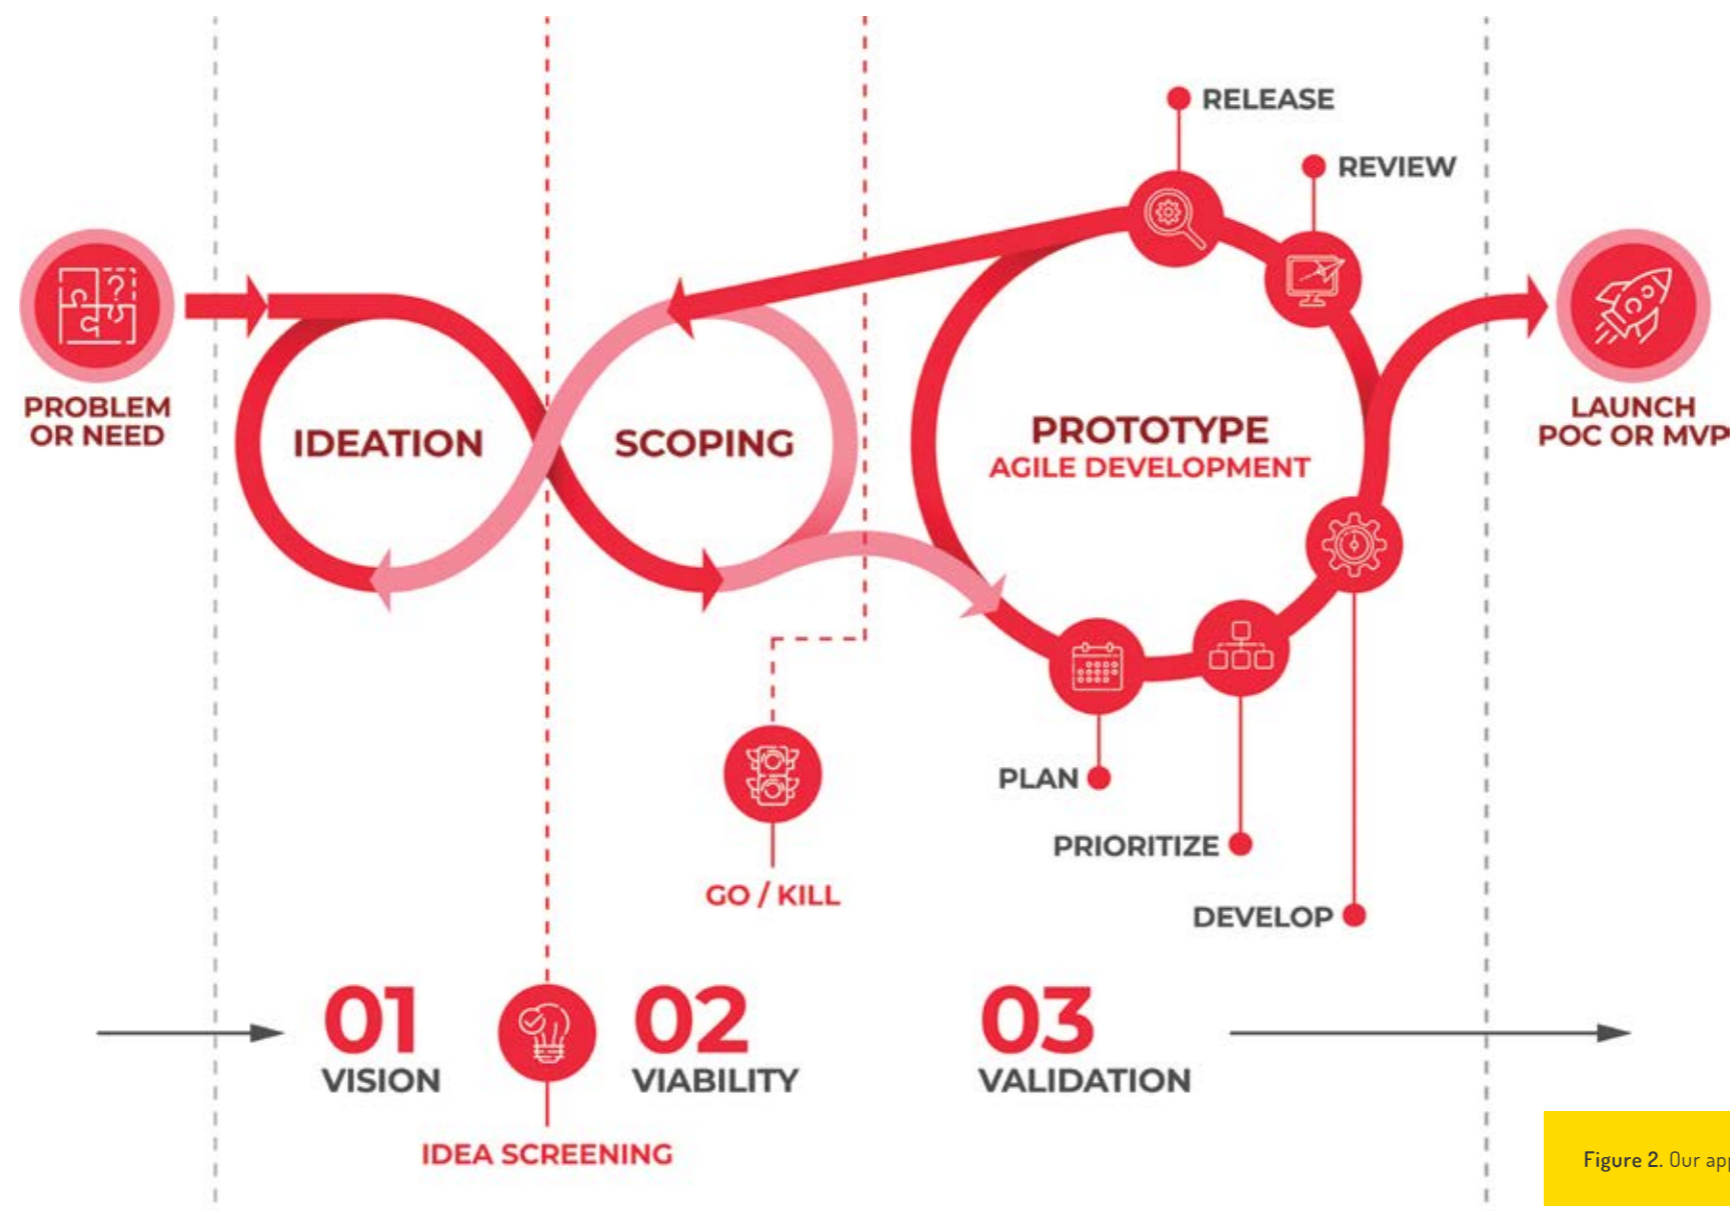 RELEASE
REVIEW
PROBLEM
OR NEED
IDEATION
SCOPING
PROTOTYPE
AGILE DEVELOPMENT
LAUNCH
POC OR MVP
PLAN
PRIORITIZE
DEVELOP
GO / KILL
01
VISION
02
VIABILITY
03
VALIDATION
IDEA SCREENING
Figure 2. Our